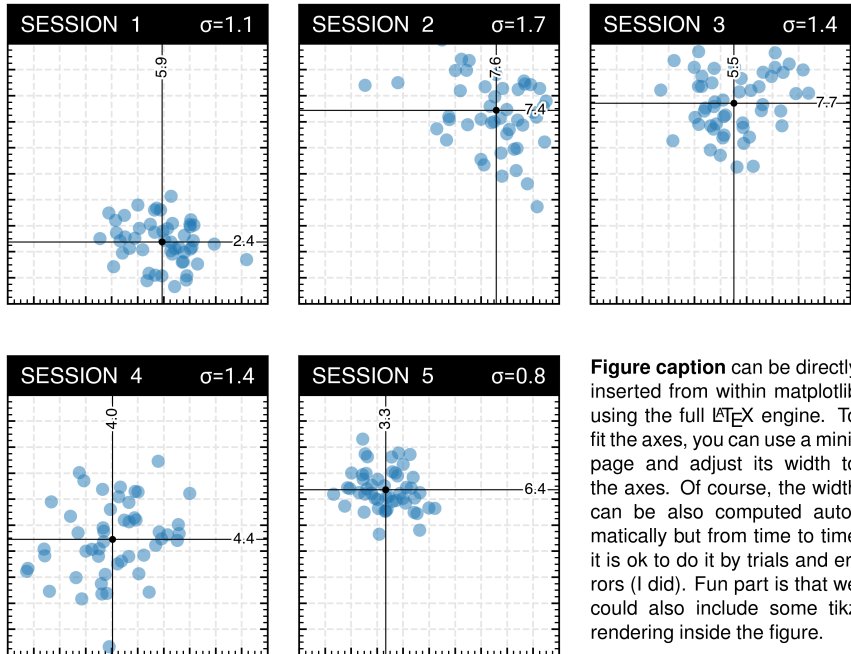 SESSION 1 σ=1.1
5.9
2.4
SESSION 2 σ=1.7
7.6
7.4
SESSION 3 σ=1.4
5.5
7.7
SESSION 4 σ=1.4
4.0
4.4
SESSION 5 σ=0.8
3.3
6.4
Figure caption can be directly
inserted from within matplotlib
using the full LATEX engine. To
fit the axes, you can use a mini
page and adjust its width to
the axes. Of course, the width
can be also computed auto
matically but from time to time
it is ok to do it by trials and er
rors (I did). Fun part is that we
could also include some tikz
rendering inside the figure.